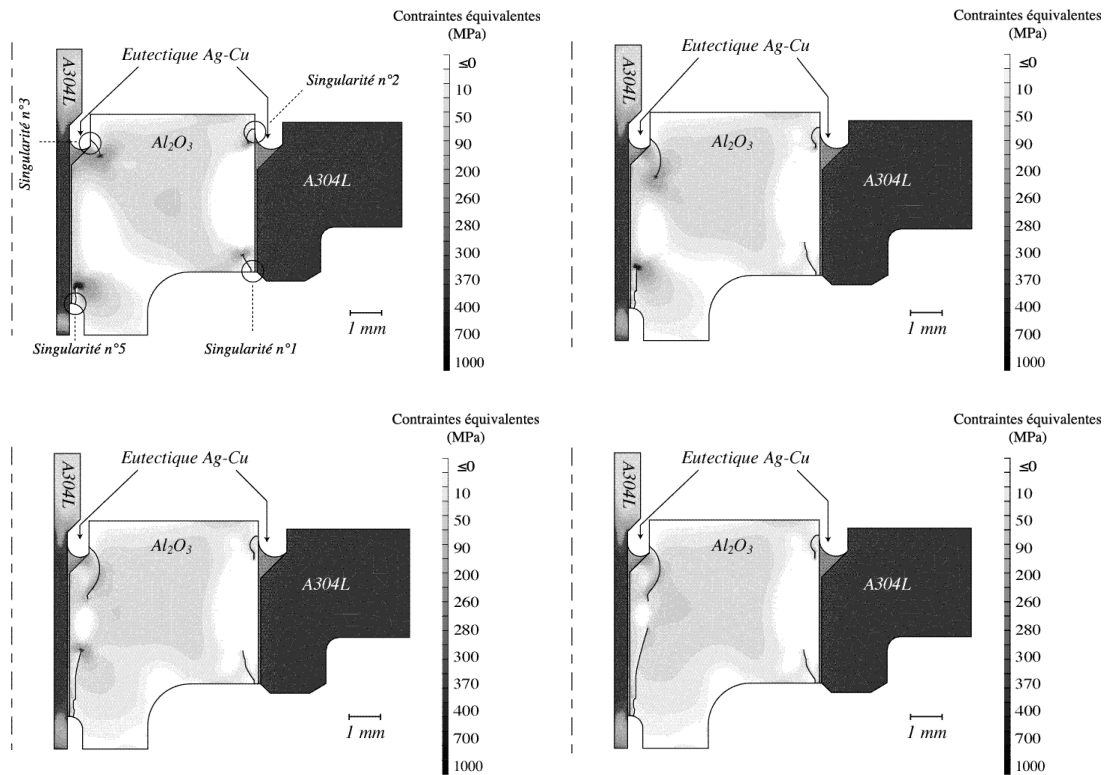 Contraintes équivalentes
(MPa)
≤0
10
50
90
200
260
280
300
370
400
700
1000
Eutectique Ag-Cu
A304L
Singularité n°2
Singularité n°3
Al₂O₃
A304L
1 mm
Singularité n°5
Singularité n°1
Contraintes équivalentes
(MPa)
≤0
10
50
90
200
260
280
300
370
400
700
1000
Eutectique Ag-Cu
A304L
Al₂O₃
A304L
1 mm
Contraintes équivalentes
(MPa)
≤0
10
50
90
200
260
280
300
370
400
700
1000
Eutectique Ag-Cu
A304L
Al₂O₃
A304L
1 mm
Contraintes équivalentes
(MPa)
≤0
10
50
90
200
260
280
300
370
400
700
1000
Eutectique Ag-Cu
A304L
Al₂O₃
A304L
1 mm